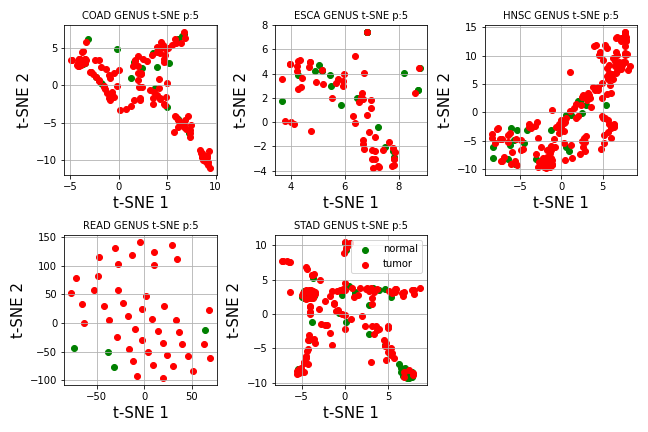 COAD GENUS t-SNE p:5
ESCA GENUS t-SNE p:5
HNSC GENUS t-SNE p:5
t-SNE 2
5
0
−5
−10
−5
0
5
10
t-SNE 1
t-SNE 2
8
6
4
2
0
−2
−4
4
6
8
t-SNE 1
t-SNE 2
15
10
5
0
−5
−10
−5
0
5
t-SNE 1
READ GENUS t-SNE p:5
STAD GENUS t-SNE p:5
t-SNE 2
150
100
50
0
−50
−100
−50
0
50
t-SNE 1
t-SNE 2
10
5
0
−5
−10
−5
0
5
t-SNE 1
normal
tumor